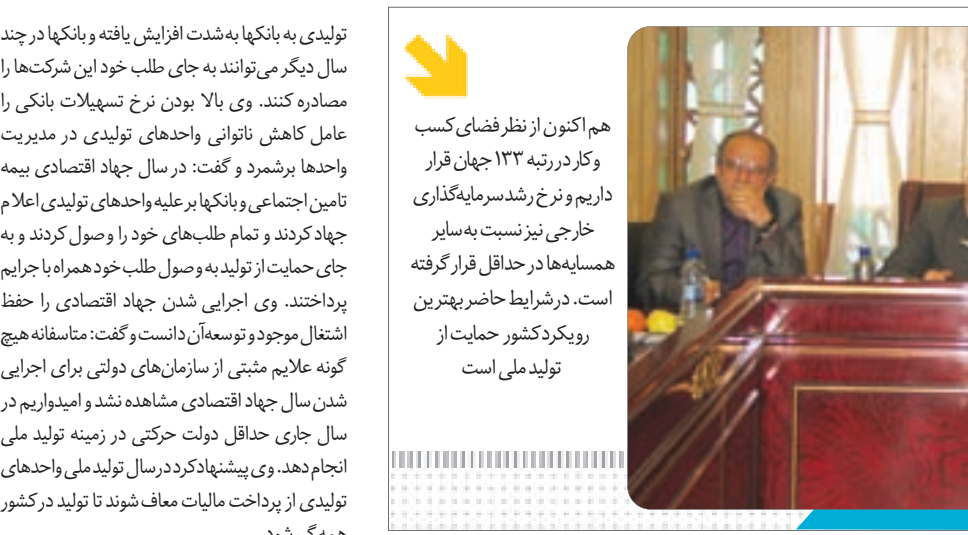 هم اکنون از نظر فضای کسب
وکار در رتبه ۱۳۳ جهان قرار
داریم و نرخ رشد سرمایه‌گذاری
خارجی نیز نسبت به سایر
همسایه‌ها در حداقل قرار گرفته
است. در شرایط حاضر بهترین
رویکرد کشور حمایت از
تولید ملی است
تولیدی به بانکها به‌شدت افزایش یافته و بانکها در چند
سال دیگر می‌توانند به جای طلب خود این شرکت‌ها را
مصادره کنند. وی بالا بودن نرخ تسهیلات بانکی را
عامل کاهش ناتوانی واحدهای تولیدی در مدیریت
واحدها برشمرد و گفت: در سال جهاد اقتصادی بیمه
تامین اجتماعی و بانکها بر علیه واحدهای تولیدی اعلام
جهاد کردند و تمام طلب‌های خود را وصول کردند و به
جای حمایت از تولید به وصول طلب خود همراه با جرایم
پرداختند. وی اجرایی شدن جهاد اقتصادی را حفظ
اشتغال موجود و توسعه آن دانست و گفت: متاسفانه هیچ
گونه علایم مثبتی از سازمان‌های دولتی برای اجرایی
شدن سال جهاد اقتصادی مشاهده نشد و امیدواریم در
سال جاری حداقل دولت حرکتی در زمینه تولید ملی
انجام دهد. وی پیشنهاد کرد در سال تولید ملی واحدهای
تولیدی از پرداخت مالیات معاف شوند تا تولید در کشور